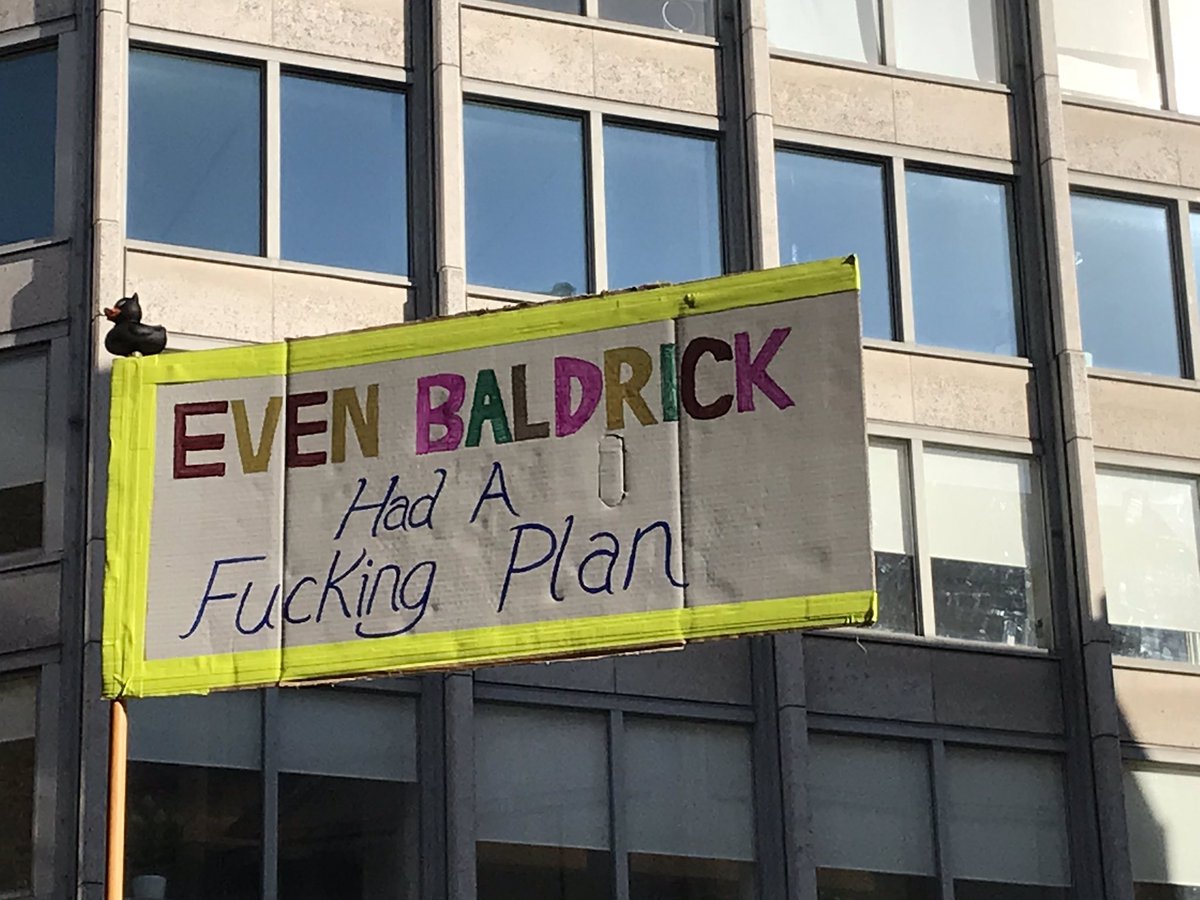 EVEN BALDRICK
Had A
Fucking Plan